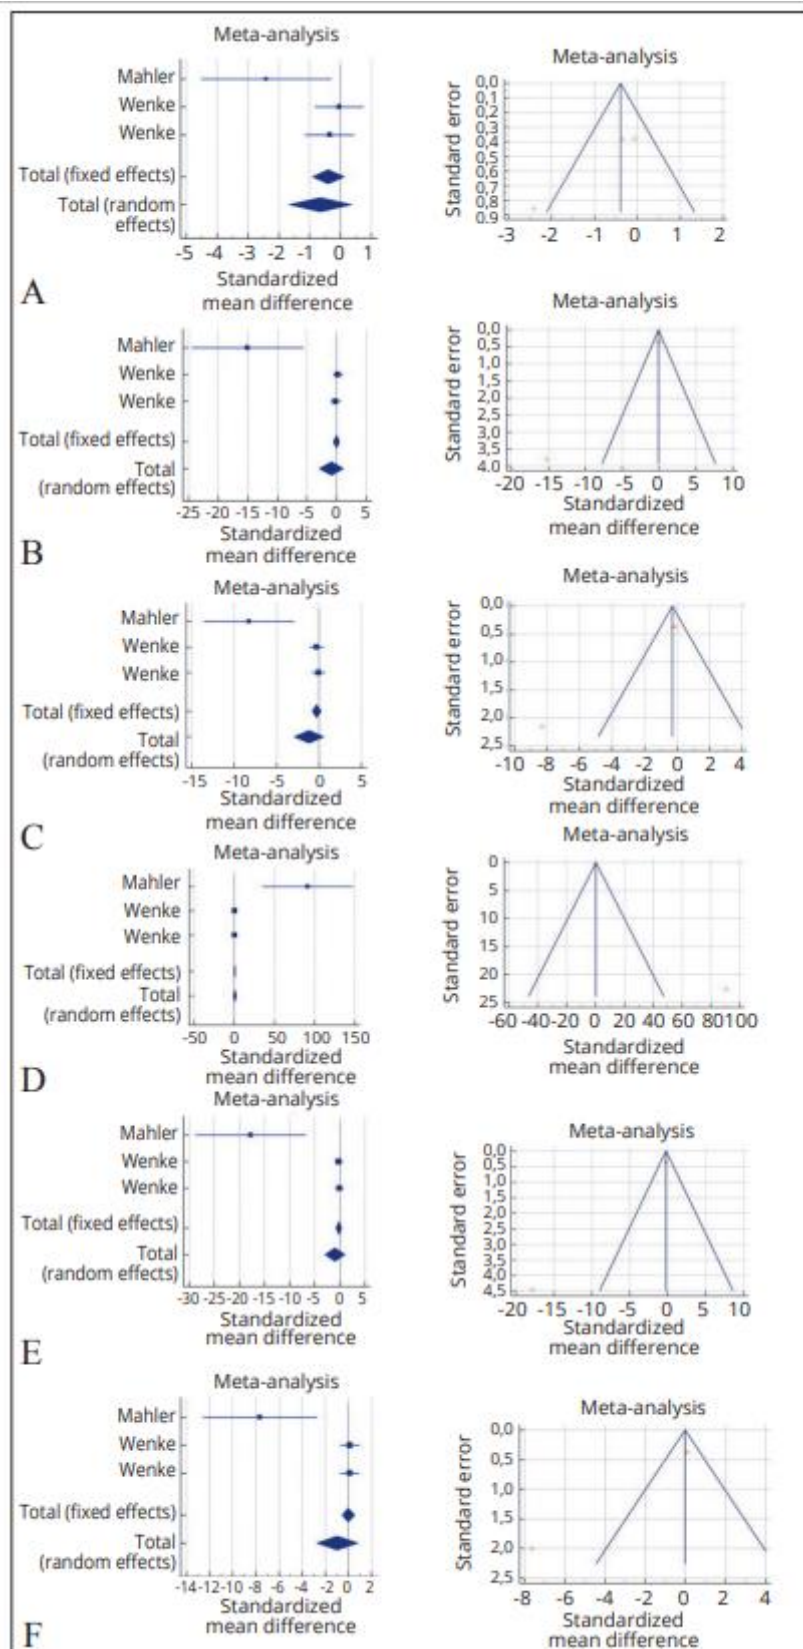 Meta-analysis
Mahler
Wenke
Wenke
Total (fixed effects)
Total (random
effects)
-5 -4 -3 -2 -1 0 1
Standardized
mean difference
A
Meta-analysis
Standard error
0,0
0,1
0,2
0,3
0,4
0,5
0,6
0,7
0,8
0.9
-3 -2 -1 0 1 2
Mahler
Wenke
Wenke
Total (fixed effects)
Total
(random effects)
-25 -20 -15 -10 -5 0 5
Standardized
mean difference
B
Meta-analysis
Standard error
0,0
0,5
1,0
1,5
2,0
2,5
3,0
3,5
4.0
-20 -15 -10 -5 0 5 10
Standardized
mean difference
Meta-analysis
Mahler
Wenke
Wenke
Total (fixed effects)
Total
(random effects)
-15 -10 -5 0 5
Standardized
mean difference
C
Meta-analysis
Standard error
0,0
0,5
1,0
1,5
2,0
2,5
-10 -8 -6 -4 -2 0 2 4
Standardized
mean difference
Meta-analysis
Mahler
Wenke
Wenke
Total (fixed effects)
Total
(random effects)
-50 0 50 100 150
Standardized
mean difference
D
Meta-analysis
Standard error
0
5
10
15
20
25
-60 -40 -20 0 20 40 60 80 100
Standardized
mean difference
Meta-analysis
Mahler
Wenke
Wenke
Total (fixed effects)
Total
(random effects)
-30 -25 -20 -15 -10 -5 0 5
Standardized
mean difference
E
Meta-analysis
Standard error
0,0
0,5
1,0
1,5
2,0
2,5
3,0
3,5
4,0
4,5
-20 -15 -10 -5 0 5 10
Standardized
mean difference
Meta-analysis
Mahler
Wenke
Wenke
Total (fixed effects)
Total
(random effects)
-14 -12 -10 -8 -6 -4 -2 0 2
Standardized
mean difference
F
Meta-analysis
Standard error
0,0
0,5
1,0
1,5
2,0
2,5
-8 -6 -4 -2 0 2 4
Standardized
mean difference